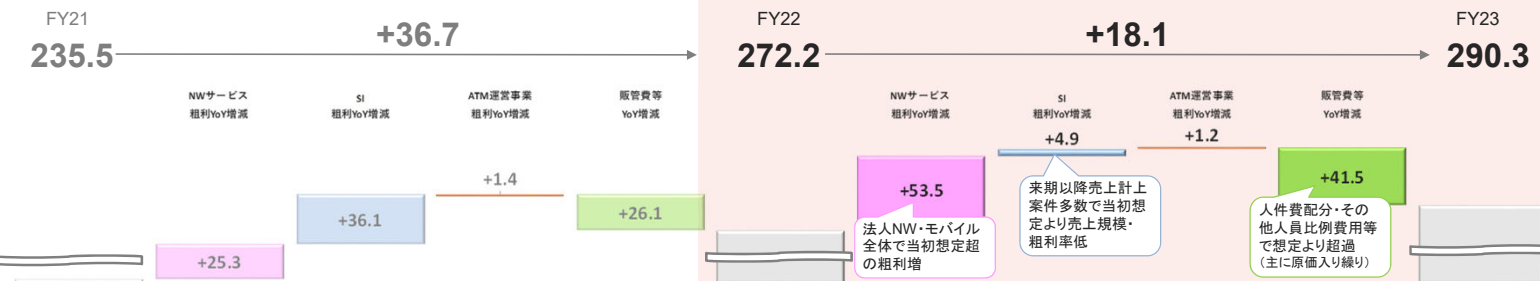 FY21
235.5
+36.7
NWサービス
粗利YoY増減
SI
粗利YoY増減
ATM運営事業
粗利YoY増減
販管費等
YoY増減
+25.3
+36.1
+1.4
+26.1
FY22
272.2
+18.1
FY23
290.3
NWサービス
粗利YoY増減
SI
粗利YoY増減
ATM運営事業
粗利YoY増減
販管費等
YoY増減
+53.5
+4.9
+1.2
+41.5
法人NW・モバイル
全体で当初想定超
の粗利増
来期以降売上計上
案件多数で当初想
定より売上規模・
粗利率低
人件費配分・その
他人員比例費用等
で想定より超過
（主に原価入り繰り）